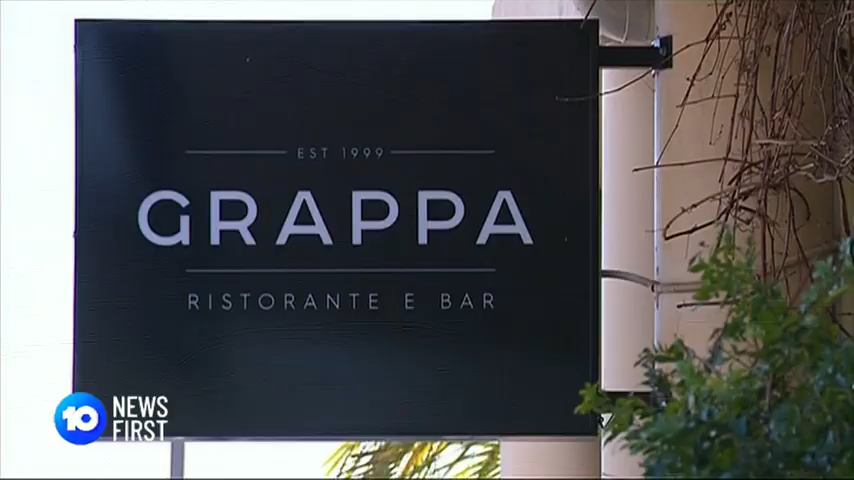 EST 1999
GRAPPA
RISTORANTE E BAR
10 NEWS
FIRST